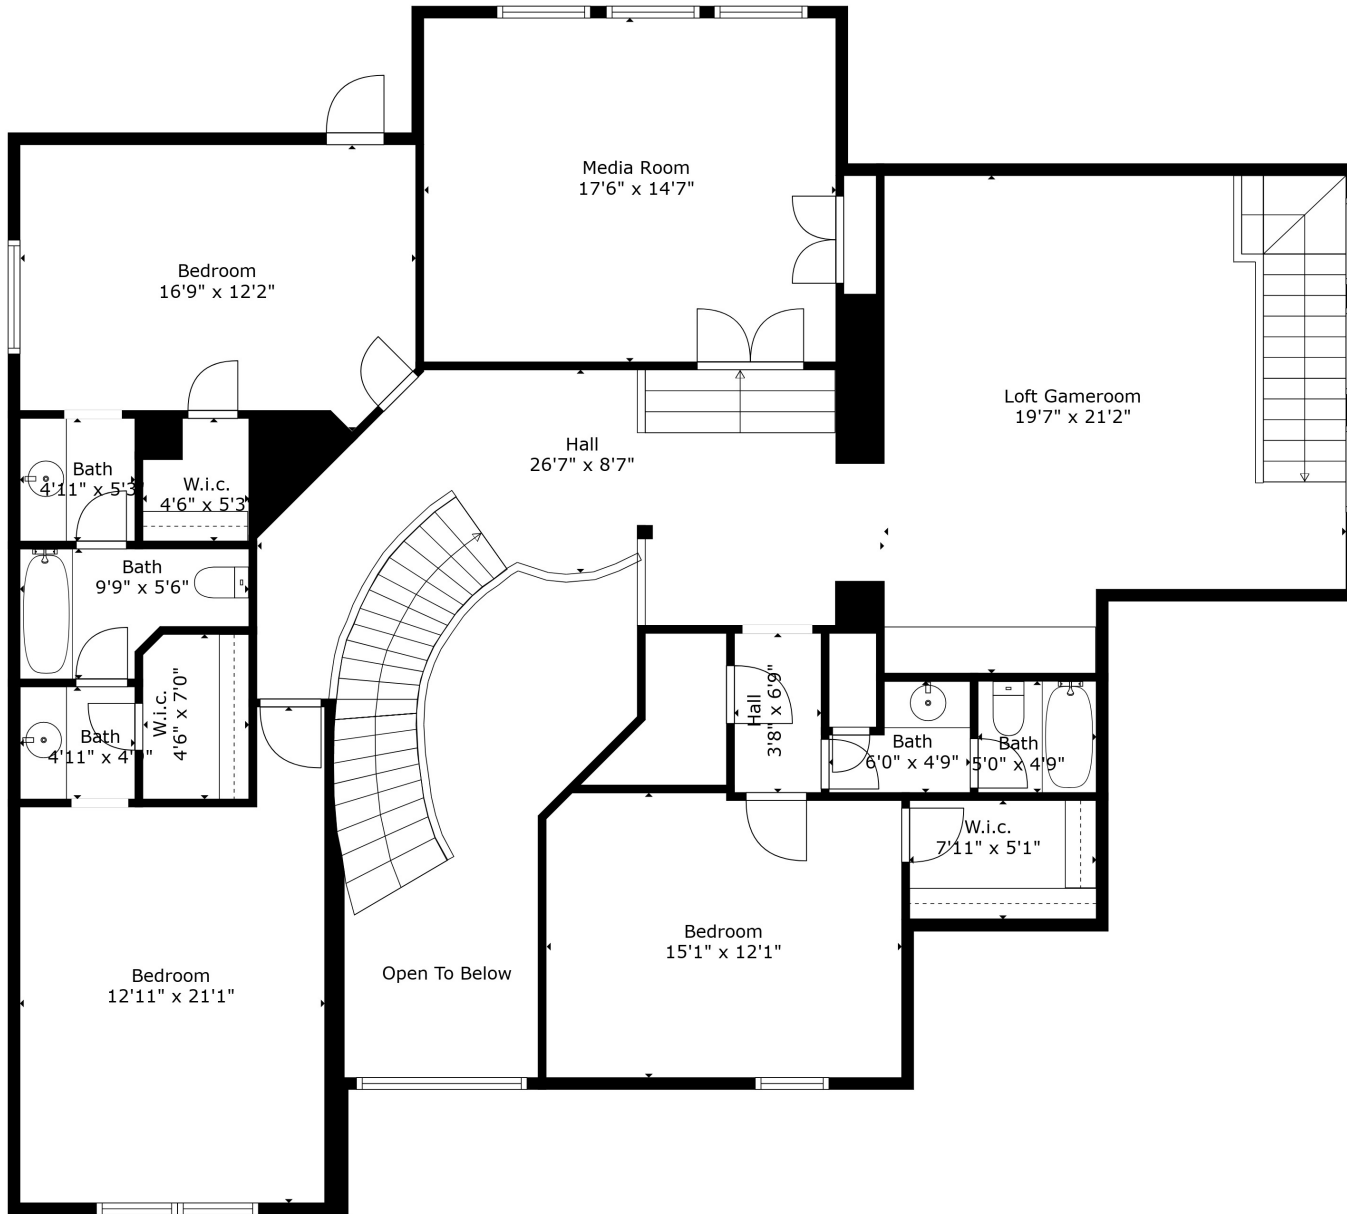 Media Room
17'6" x 14'7"
Bedroom
16'9" x 12'2"
Loft Gameroom
19'7" x 21'2"
Hall
26'7" x 8'7"
Bath
4'11" x 5'3"
W.i.c.
4'6" x 5'3"
Bath
9'9" x 5'6"
W.i.c.
4'6" x 7'0"
Bath
4'11" x
Hall
3'8" x 6'9"
Bath
6'0" x 4'9"
Bath
5'0" x 4'9"
W.i.c.
7'11" x 5'1"
Bedroom
15'1" x 12'1"
Open To Below
Bedroom
12'11" x 21'1"